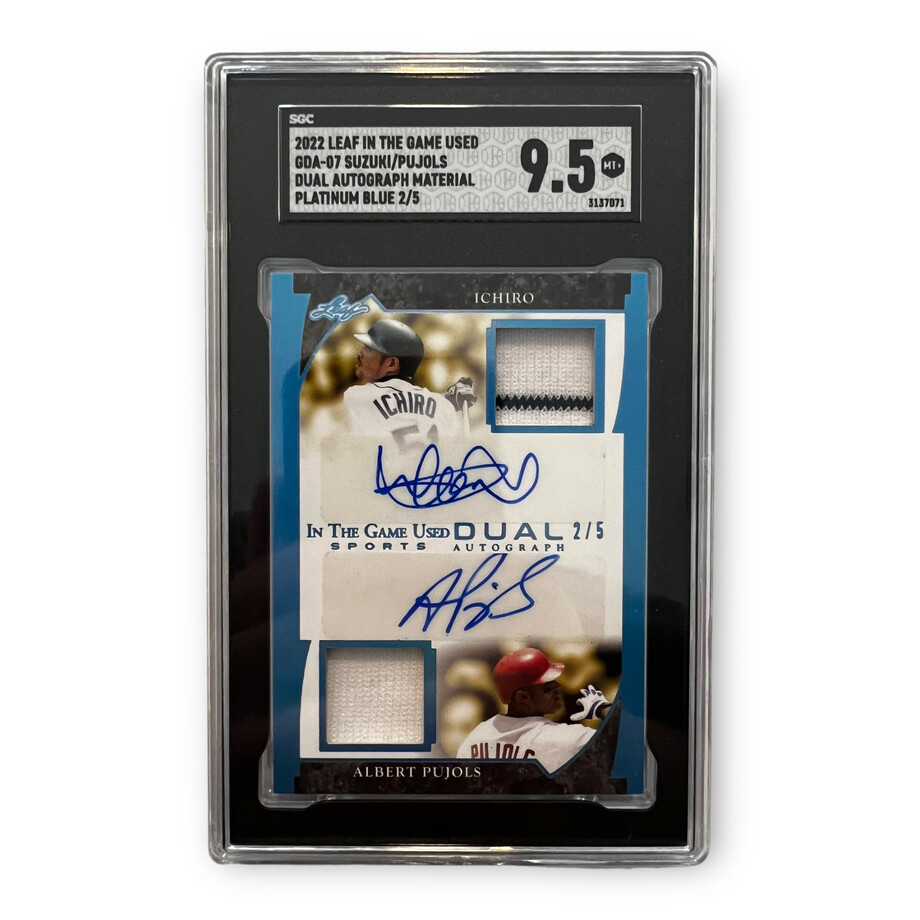 SGC
2022 LEAF IN THE GAME USED
GDA-07 SUZUKI/PUJOLS
DUAL AUTOGRAPH MATERIAL
PLATINUM BLUE 2/5
9.5
MT+
3137071
Leaf
ICHIRO
ICHIRO
51
IN THE GAME USED DUAL 2/5
SPORTS AUTOGRAPH
PUJOLS
ALBERT PUJOLS